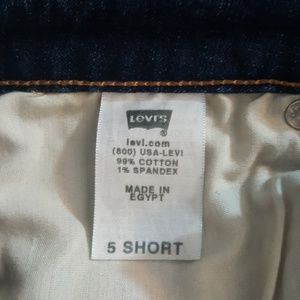 LEVI'S
levi.com
(800) USA-LEVI
99% COTTON
1% SPANDEX
MADE IN
EGYPT
5 SHORT